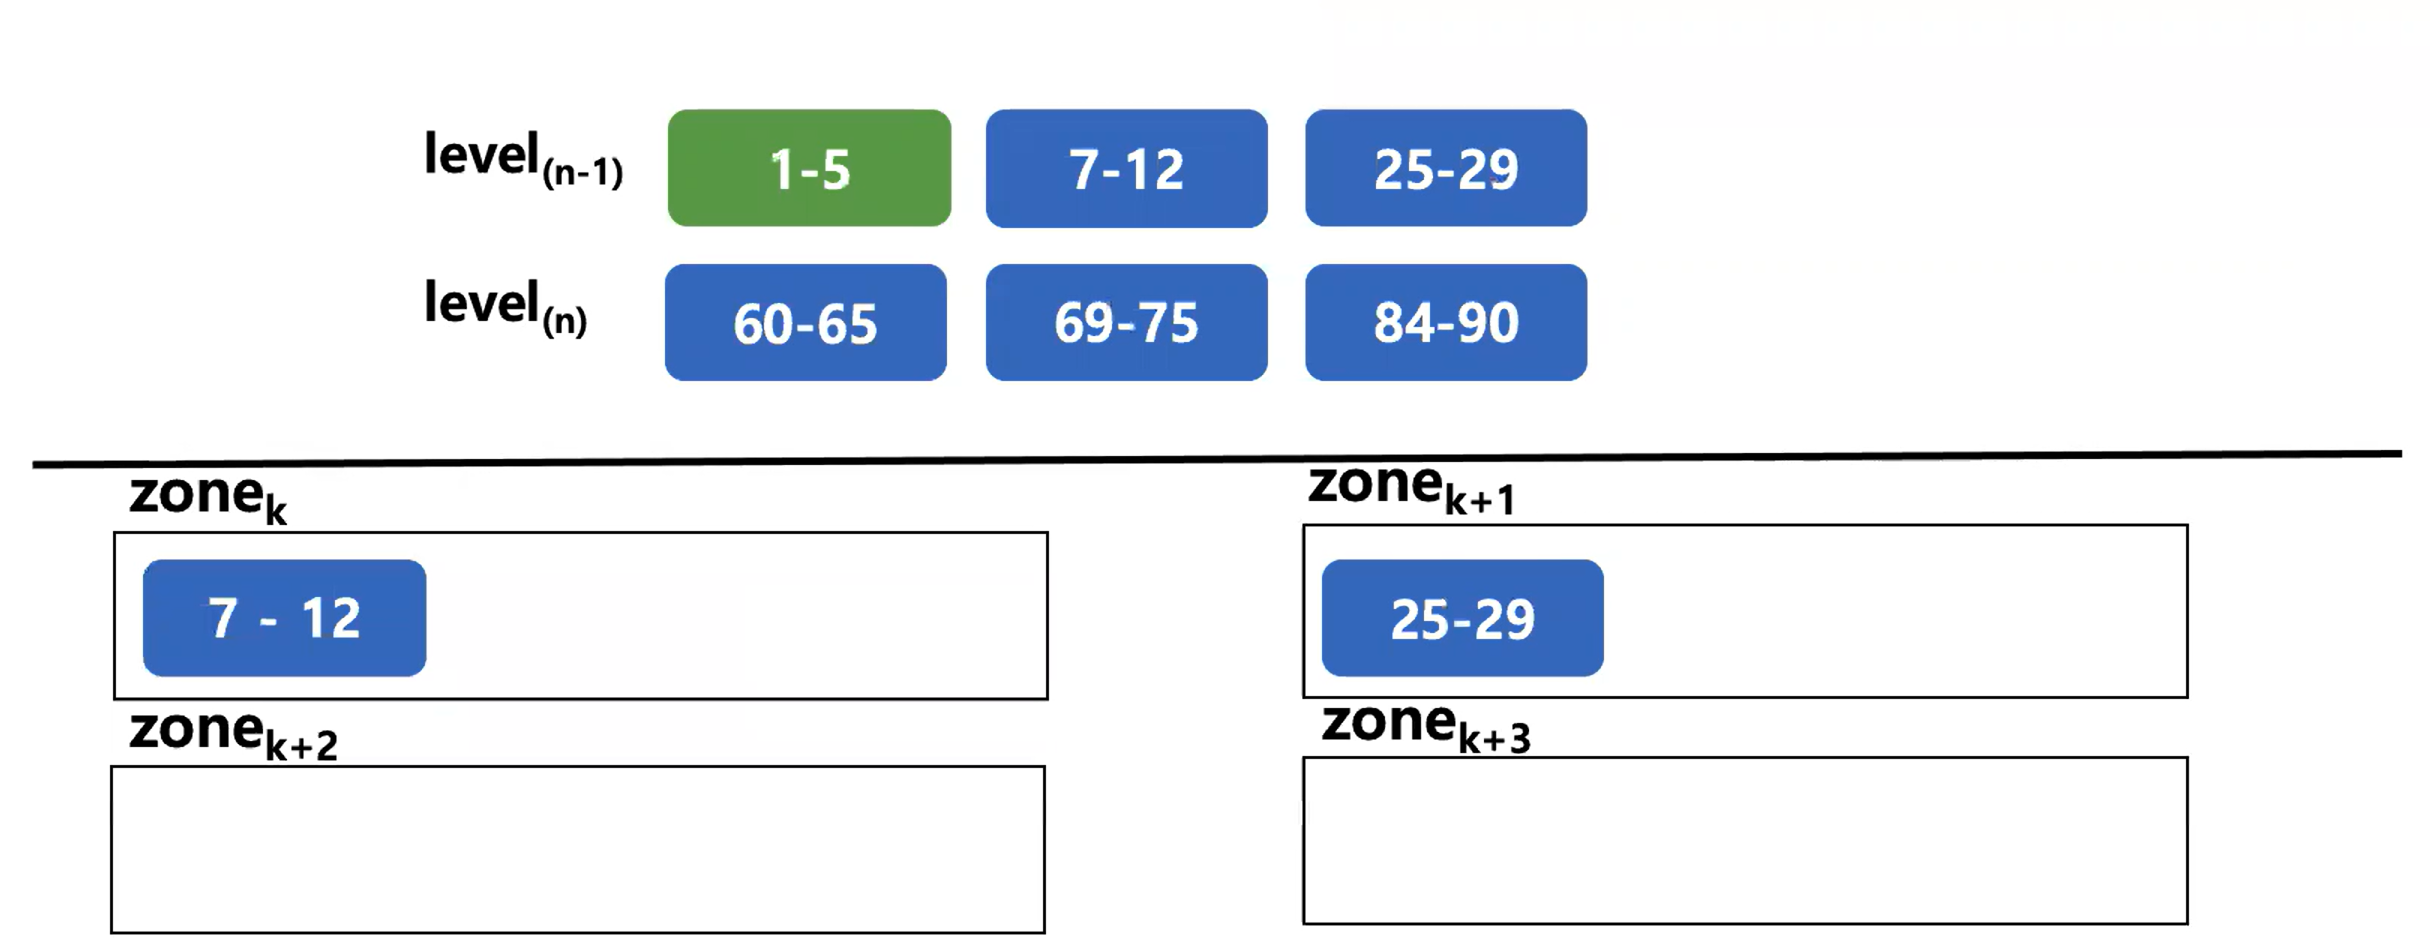 level(n-1) 1-5 7-12 25-29
level(n) 60-65 69-75 84-90
zonek zonek+1
7 - 12 25-29
zonek+2 zonek+3